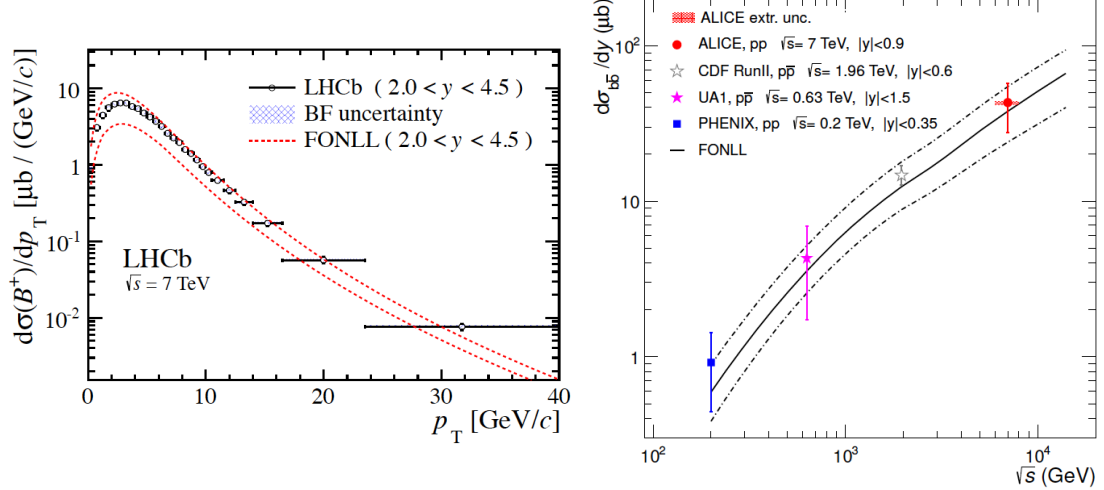 dσ(B⁺)/dp_T [μb / (GeV/c)]
10
1
10⁻¹
10⁻²
LHCb ( 2.0 < y < 4.5 )
BF uncertainty
FONLL ( 2.0 < y < 4.5 )
LHCb
√s = 7 TeV
0 10 20 30 40
p_T [GeV/c]
dσ_bb̅/dy (μb)
10²
10
1
ALICE extr. unc.
ALICE, pp √s= 7 TeV, |y|<0.9
CDF RunII, pp̅ √s= 1.96 TeV, |y|<0.6
UA1, pp̅ √s= 0.63 TeV, |y|<1.5
PHENIX, pp √s= 0.2 TeV, |y|<0.35
FONLL
10² 10³ 10⁴
√s (GeV)